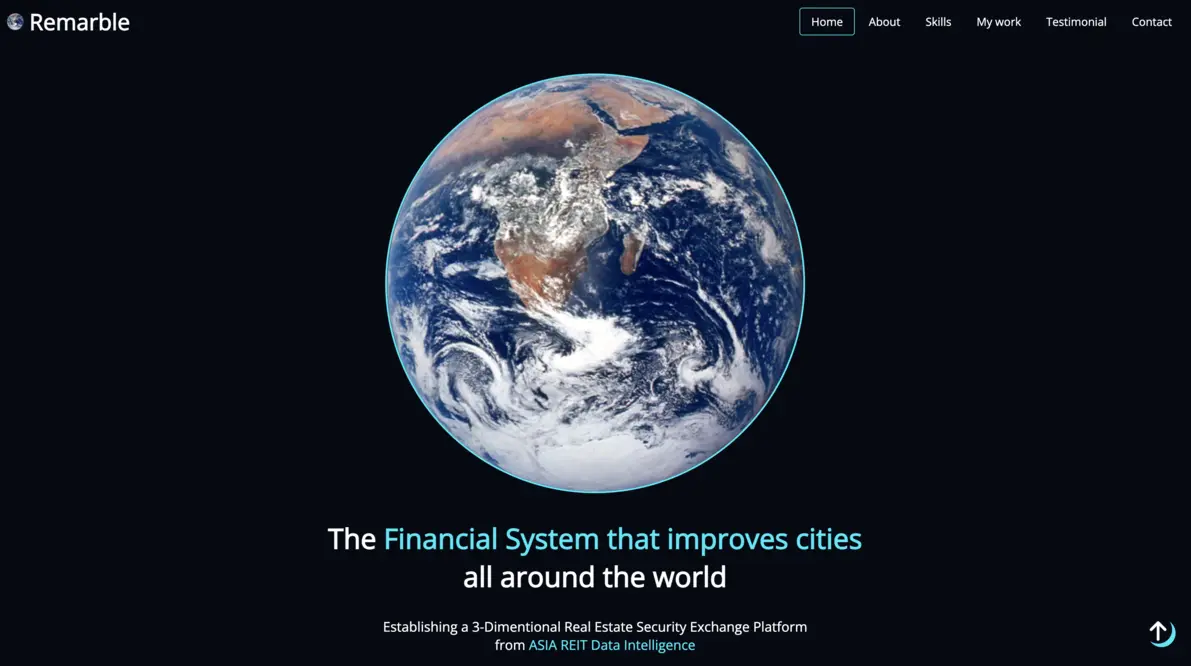 Remarble
Home About Skills My work Testimonial Contact
The Financial System that improves cities
all around the world
Establishing a 3-Dimentional Real Estate Security Exchange Platform
from ASIA REIT Data Intelligence